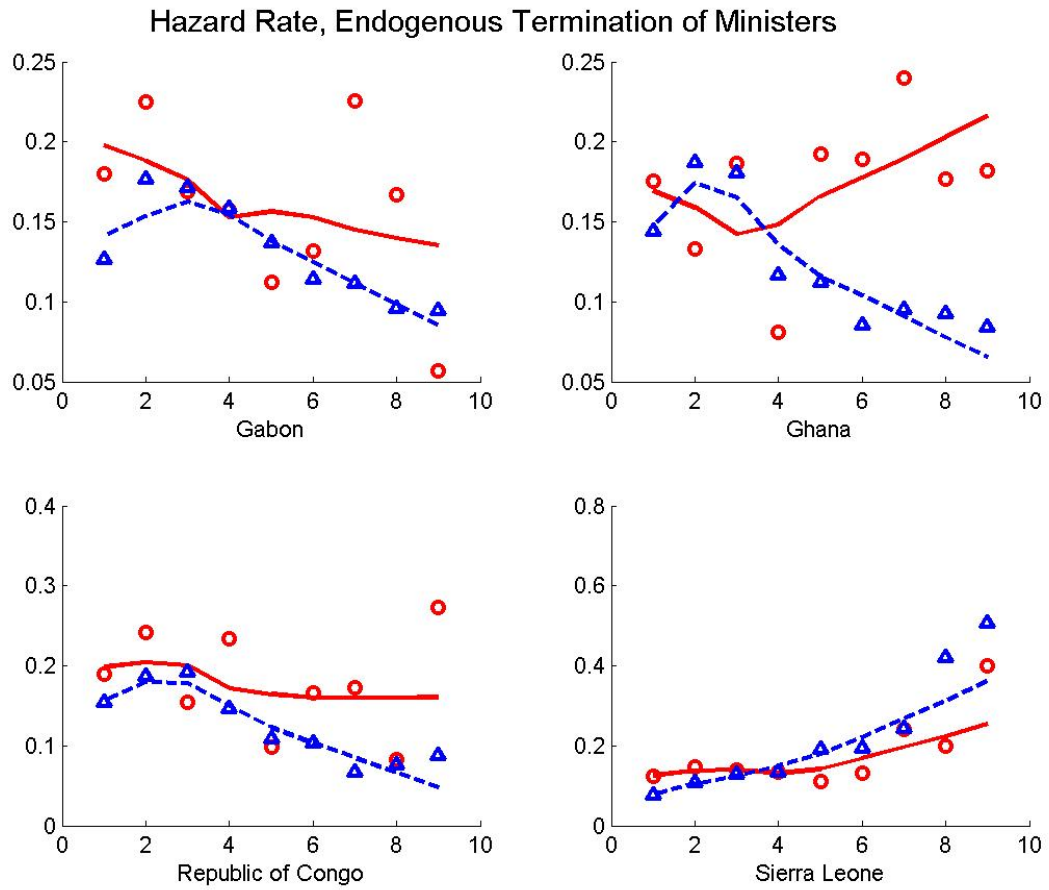 Hazard Rate, Endogenous Termination of Ministers
0.25
0.2
0.15
0.1
0.05
0 2 4 6 8 10
Gabon
0.25
0.2
0.15
0.1
0.05
0 2 4 6 8 10
Ghana
0.4
0.3
0.2
0.1
0
0 2 4 6 8 10
Republic of Congo
0.8
0.6
0.4
0.2
0
0 2 4 6 8 10
Sierra Leone